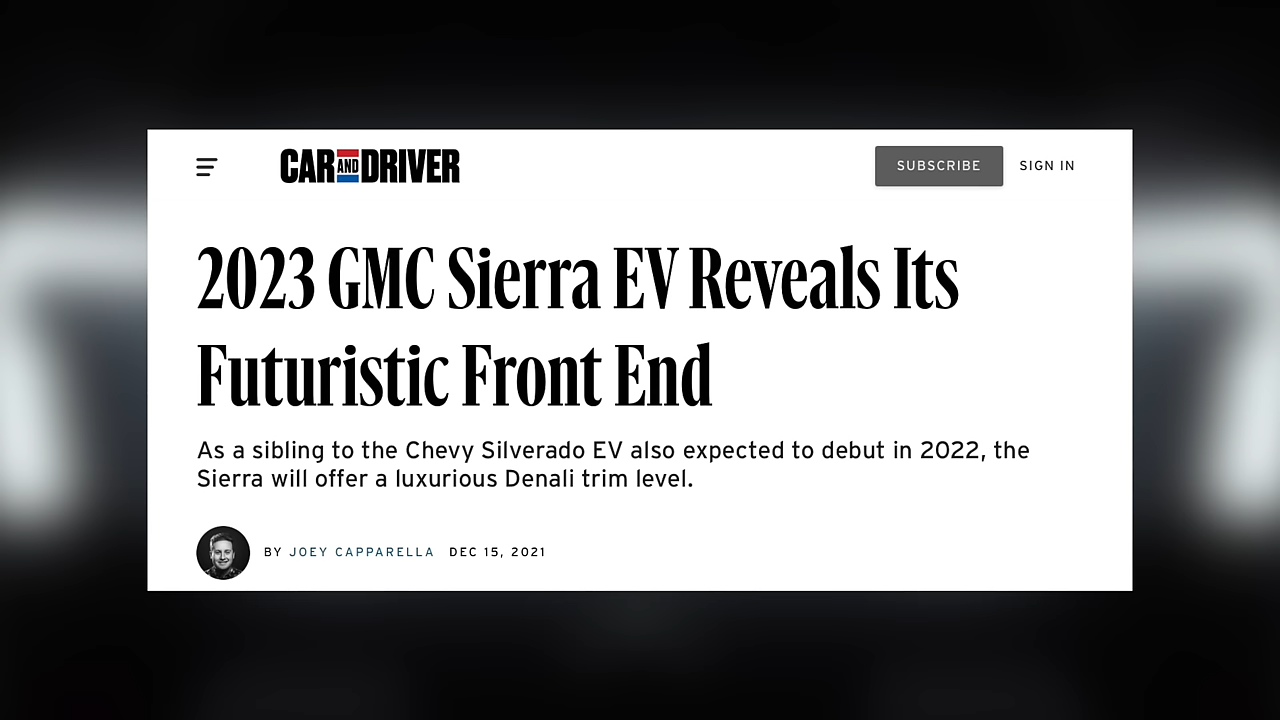 CAR AND DRIVER
SUBSCRIBE
SIGN IN
2023 GMC Sierra EV Reveals Its
Futuristic Front End
As a sibling to the Chevy Silverado EV also expected to debut in 2022, the
Sierra will offer a luxurious Denali trim level.
BY JOEY CAPPARELLA DEC 15, 2021